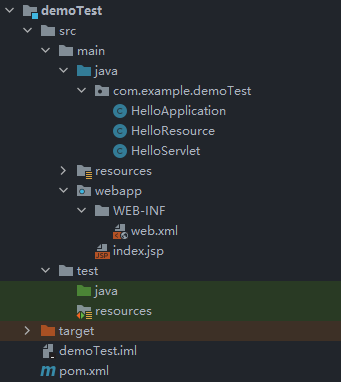 demoTest
src
main
java
com.example.demoTest
HelloApplication
HelloResource
HelloServlet
resources
webapp
WEB-INF
web.xml
index.jsp
test
java
resources
target
demoTest.iml
pom.xml